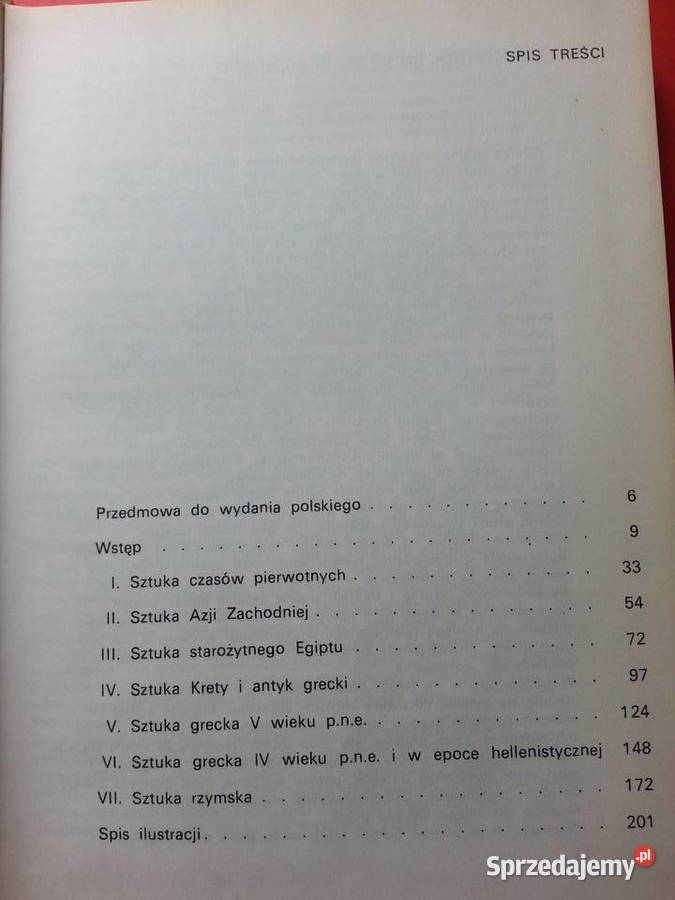 SPIS TREŚCI
Przedmowa do wydania polskiego . . . . . . . . . . . . 6
Wstęp . . . . . . . . . . . . . . . . . . . . . . . 9
I. Sztuka czasów pierwotnych . . . . . . . . . . . . . 33
II. Sztuka Azji Zachodniej . . . . . . . . . . . . . . . 54
III. Sztuka starożytnego Egiptu . . . . . . . . . . . . . 72
IV. Sztuka Krety i antyk grecki . . . . . . . . . . . . . 97
V. Sztuka grecka V wieku p.n.e. . . . . . . . . . . . . 124
VI. Sztuka grecka IV wieku p.n.e. i w epoce hellenistycznej 148
VII. Sztuka rzymska . . . . . . . . . . . . . . . . . . 172
Spis ilustracji . . . . . . . . . . . . . . . . . . . . . 201
Sprzedajemy.pl